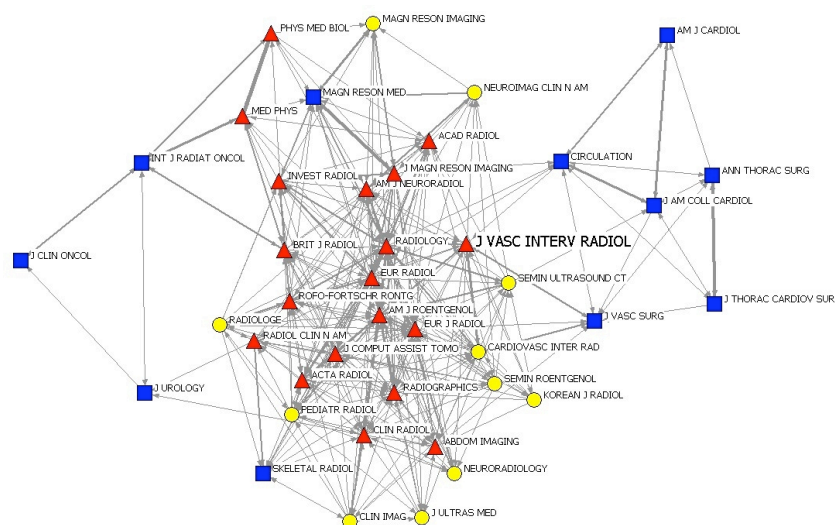 MAGN RESON IMAGING
PHYS MED BIOL
AM J CARDIOL
MAGN RESON MED
NEUROIMAG CLIN N AM
MED PHYS
ACAD RADIOL
INT J RADIAT ONCOL
CIRCULATION
J MAGN RESON IMAGING
ANN THORAC SURG
INVEST RADIOL
AM J NEURORADIOL
J AM COLL CARDIOL
BRIT J RADIOL
RADIOLOGY
J VASC INTERV RADIOL
J CLIN ONCOL
EUR RADIOL
SEMIN ULTRASOUND CT
ROFO-FORTSCHR RONTG
J THORAC CARDIOV SUR
AM J ROENTGENOL
J VASC SURG
RADIOLOGE
EUR J RADIOL
RADIOL CLIN N AM
J COMPUT ASSIST TOMO
CARDIOVASC INTER RAD
ACTA RADIOL
SEMIN ROENTGENOL
J UROLOGY
RADIOGRAPHICS
KOREAN J RADIOL
PEDIATR RADIOL
CLIN RADIOL
ABDOM IMAGING
SKELETAL RADIOL
NEURORADIOLOGY
CLIN IMAG
J ULTRAS MED